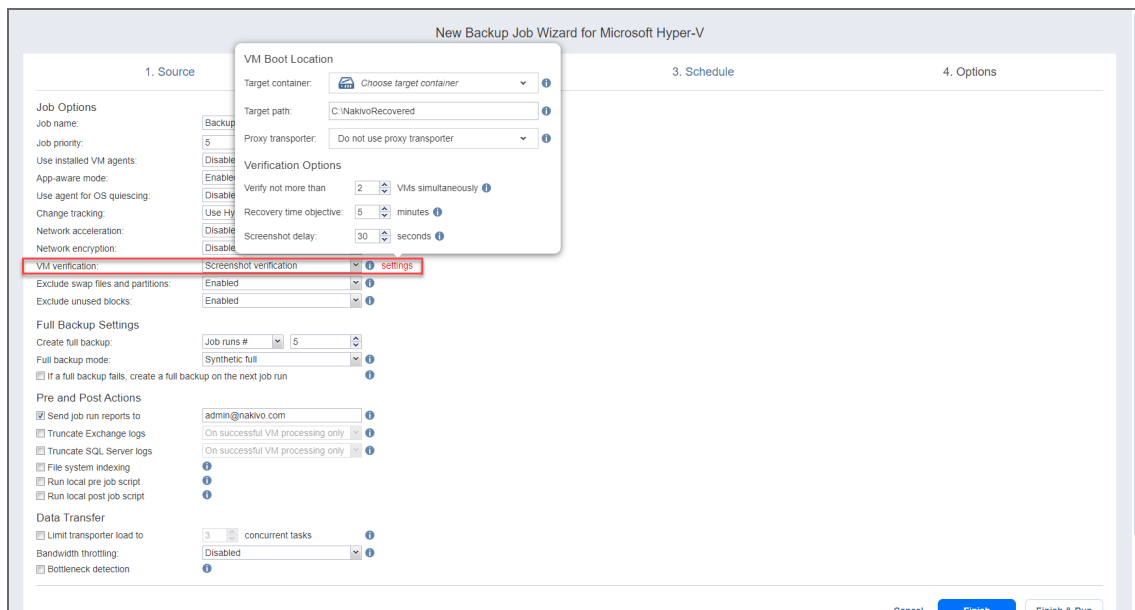 New Backup Job Wizard for Microsoft Hyper-V
1. Source
3. Schedule
4. Options
VM Boot Location
Target container: Choose target container
Target path: C:\NakivoRecovered
Proxy transporter: Do not use proxy transporter
Verification Options
Verify not more than 2 VMs simultaneously
Recovery time objective: 5 minutes
Screenshot delay: 30 seconds
Job Options
Job name: Backup
Job priority: 5
Use installed VM agents: Disable
App-aware mode: Enable
Use agent for OS quiescing: Disable
Change tracking: Use Hy
Network acceleration: Disable
Network encryption: Disable
VM verification: Screenshot verification settings
Exclude swap files and partitions: Enabled
Exclude unused blocks: Enabled
Full Backup Settings
Create full backup: Job runs # 5
Full backup mode: Synthetic full
If a full backup fails, create a full backup on the next job run
Pre and Post Actions
Send job run reports to admin@nakivo.com
Truncate Exchange logs On successful VM processing only
Truncate SQL Server logs On successful VM processing only
File system indexing
Run local pre job script
Run local post job script
Data Transfer
Limit transporter load to 3 concurrent tasks
Bandwidth throttling: Disabled
Bottleneck detection
Cancel Finish Finish & Run